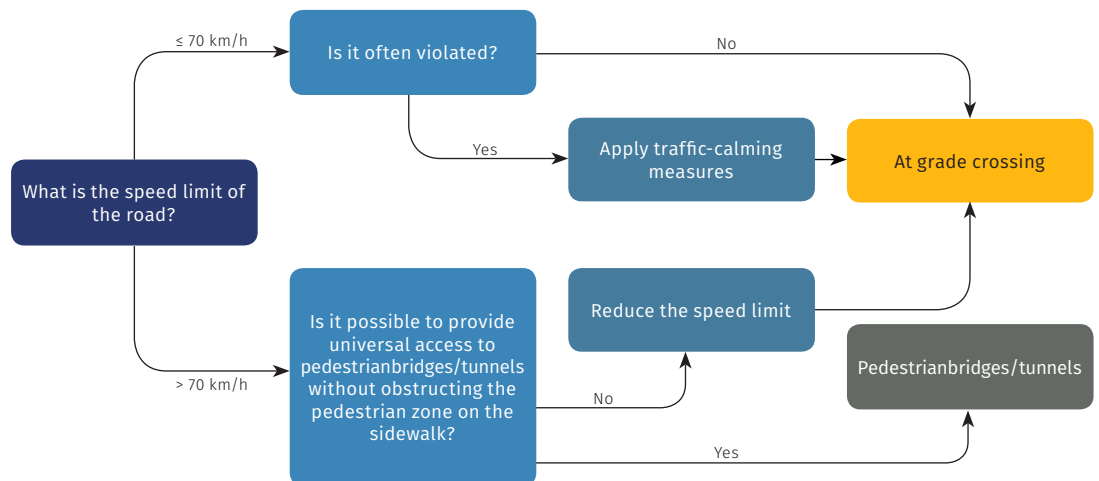 ≤ 70 km/h
Is it often violated?
No
Yes
Apply traffic-calming
measures
At grade crossing
What is the speed limit of
the road?
> 70 km/h
Is it possible to provide
universal access to
pedestrianbridges/tunnels
without obstructing the
pedestrian zone on the
sidewalk?
Reduce the speed limit
No
Pedestrianbridges/tunnels
Yes